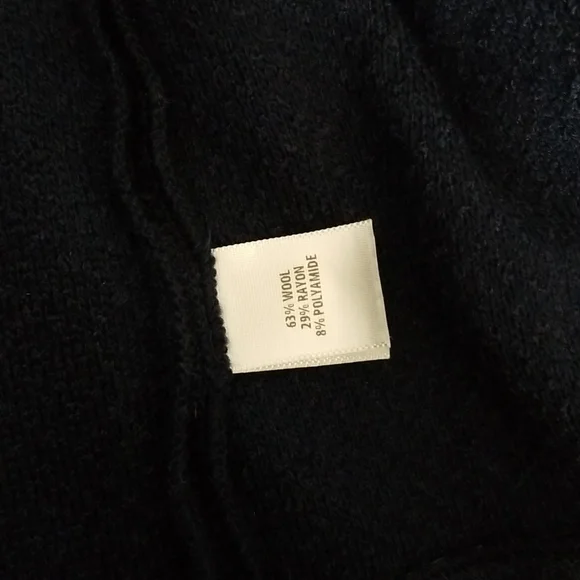 63% WOOL
29% RAYON
8% POLYAMIDE